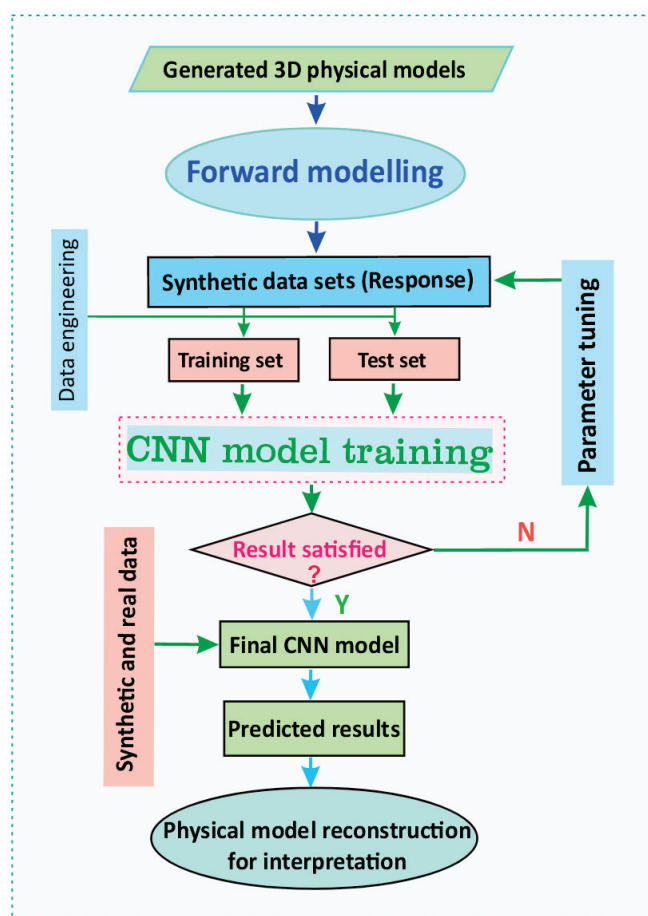 Generated 3D physical models
Forward modelling
Synthetic data sets (Response)
Data engineering
Parameter tuning
Training set
Test set
CNN model training
Result satisfied
?
N
Y
Synthetic and real data
Final CNN model
Predicted results
Physical model reconstruction
for interpretation